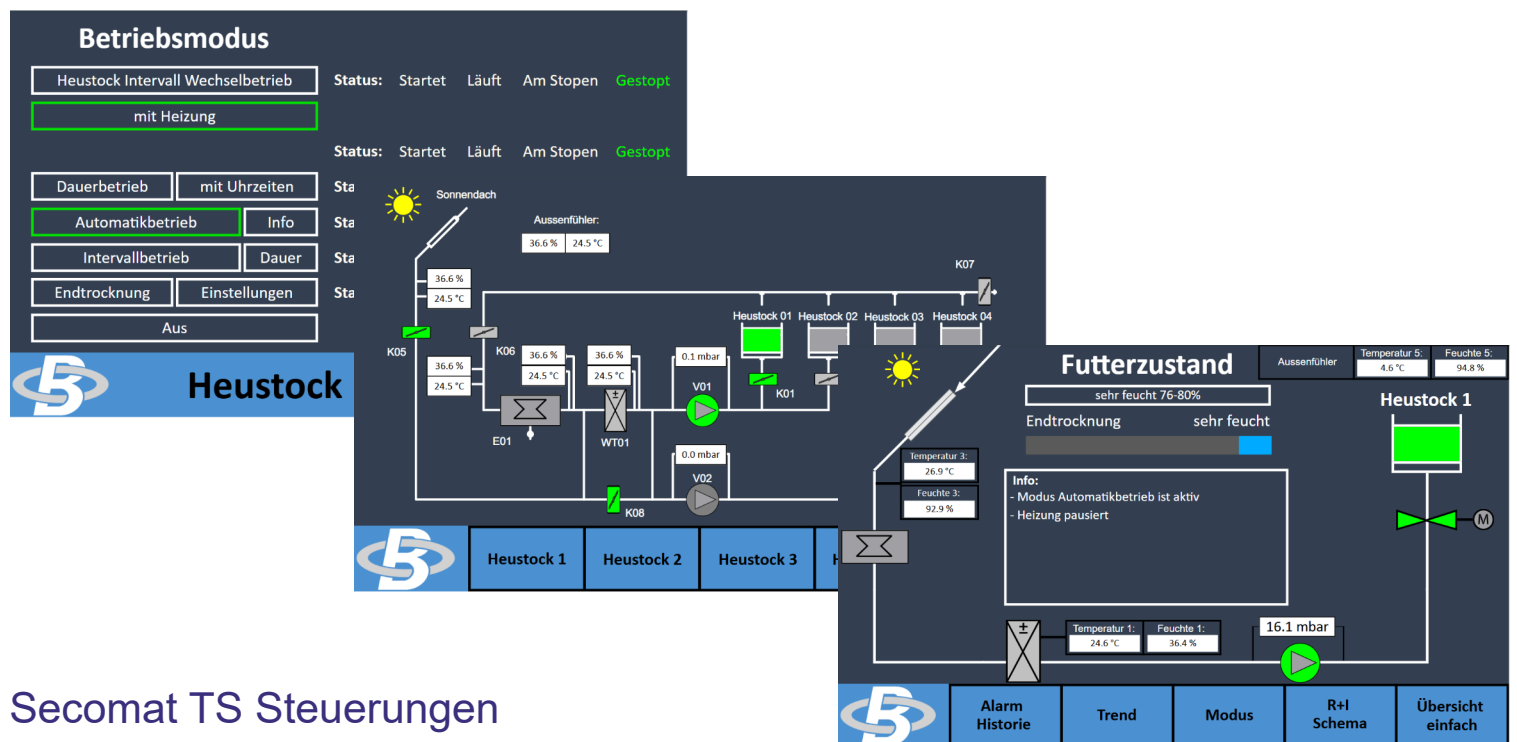 Betriebsmodus
Heustock Intervall Wechselbetrieb
Status: Startet Läuft Am Stopen Gestopt
mit Heizung
Status: Startet Läuft Am Stopen Gestopt
Dauerbetrieb mit Uhrzeiten Sta
Automatikbetrieb Info Sta
Intervallbetrieb Dauer Sta
Endtrocknung Einstellungen Sta
Aus
B Heustock
Sonnendach
Aussenfühler:
36.6 % 24.5 °C
36.6 %
24.5 °C
K07
Heustock 01 Heustock 02 Heustock 03 Heustock 04
K05
K06
36.6 %
24.5 °C
36.6 %
24.5 °C
36.6 %
24.5 °C
0.1 mbar
V01
K01
E01
±
WT01
0.0 mbar
V02
K08
B Heustock 1 Heustock 2 Heustock 3 H
Futterzustand
Aussenfühler
Temperatur 5:
4.6 °C
Feuchte 5:
94.8 %
sehr feucht 76-80%
Endtrocknung sehr feucht
Heustock 1
Temperatur 3:
26.9 °C
Feuchte 3:
92.9 %
Info:
- Modus Automatikbetrieb ist aktiv
- Heizung pausiert
M
±
Temperatur 1:
24.6 °C
Feuchte 1:
36.4 %
16.1 mbar
B
Alarm
Historie
Trend
Modus
R+I
Schema
Übersicht
einfach
Secomat TS Steuerungen